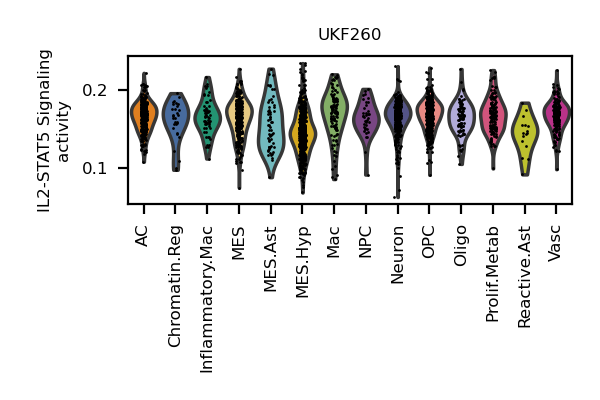 UKF260
IL2-STAT5 Signaling
activity
0.2
0.1
AC
Chromatin.Reg
Inflammatory.Mac
MES
MES.Ast
MES.Hyp
Mac
NPC
Neuron
OPC
Oligo
Prolif.Metab
Reactive.Ast
Vasc